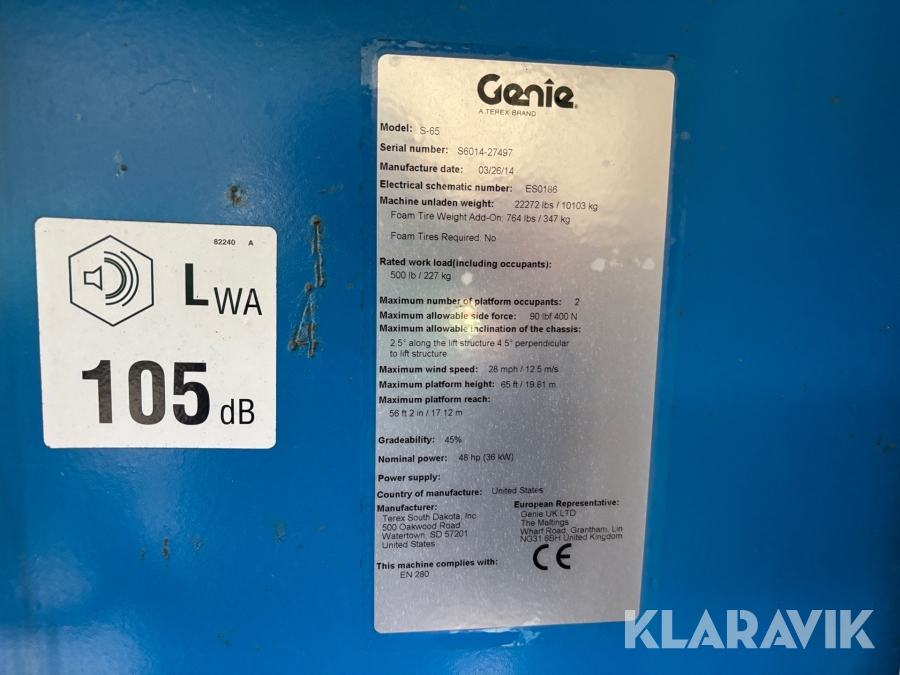 82240 A
LWA
105 dB
Genie
A TEREX BRAND
Model: S-65
Serial number: S6014-27497
Manufacture date: 03/26/14
Electrical schematic number: ES0186
Machine unladen weight: 22272 lbs / 10103 kg
Foam Tire Weight Add-On: 764 lbs / 347 kg
Foam Tires Required: No
Rated work load(including occupants):
500 lb / 227 kg
Maximum number of platform occupants: 2
Maximum allowable side force: 90 lbf 400 N
Maximum allowable inclination of the chassis:
2.5° along the lift structure 4.5° perpendicular
to lift structure
Maximum wind speed: 28 mph / 12.5 m/s
Maximum platform height: 65 ft / 19.81 m
Maximum platform reach:
56 ft 2 in / 17.12 m
Gradeability: 45%
Nominal power: 48 hp (36 kW)
Power supply:
Country of manufacture: United States
Manufacturer:
Terex South Dakota, Inc
500 Oakwood Road
Watertown, SD 57201
United States
European Representative:
Genie UK LTD
The Maltings
Wharf Road, Grantham, Lin
NG31 6BH United Kingdom
CE
This machine complies with:
EN 280
KLARAVIK